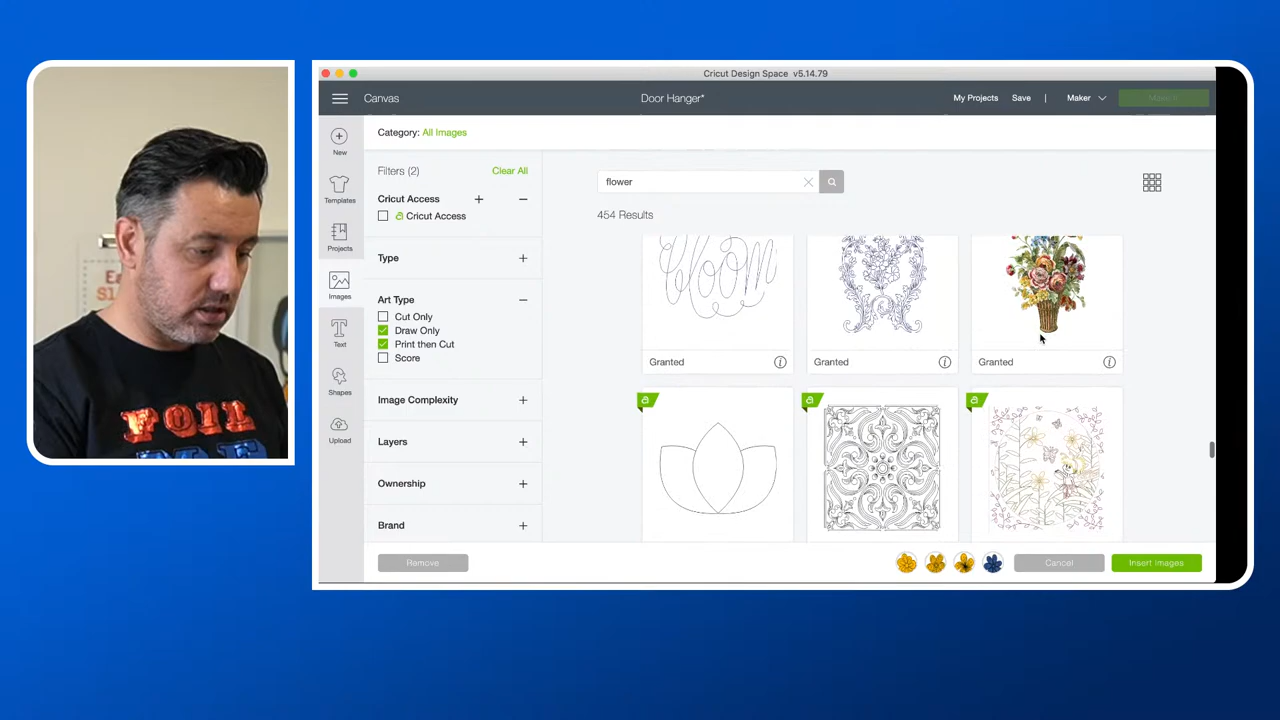 Cricut Design Space v5.14.79
Canvas
Door Hanger*
My Projects Save | Maker
New
Templates
Projects
Images
Text
Shapes
Upload
Category: All Images
Filters (2) Clear All
Cricut Access
Cricut Access
Type
Art Type
Cut Only
Draw Only
Print then Cut
Score
Image Complexity
Layers
Ownership
Brand
flower
454 Results
bloom
Granted
Granted
Granted
Remove
Cancel
Insert Images
FOIL